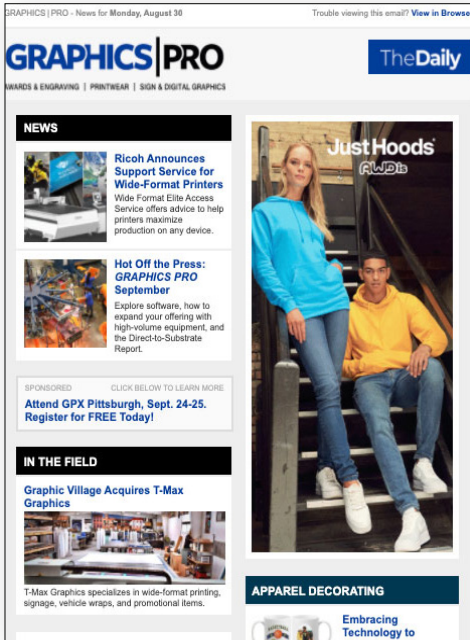 GRAPHICS | PRO - News for Monday, August 30
Trouble viewing this email? View in Browse
GRAPHICS|PRO
AWARDS & ENGRAVING | PRINTWEAR | SIGN & DIGITAL GRAPHICS
TheDaily
NEWS
Ricoh Announces
Support Service for
Wide-Format Printers
Wide Format Elite Access
Service offers advice to help
printers maximize
production on any device.
Hot Off the Press:
GRAPHICS PRO
September
Explore software, how to
expand your offering with
high-volume equipment, and
the Direct-to-Substrate
Report.
SPONSORED
CLICK BELOW TO LEARN MORE
Attend GPX Pittsburgh, Sept. 24-25.
Register for FREE Today!
IN THE FIELD
Graphic Village Acquires T-Max
Graphics
T-Max Graphics specializes in wide-format printing,
signage, vehicle wraps, and promotional items.
Just Hoods
AWDis
APPAREL DECORATING
Embracing
Technology to